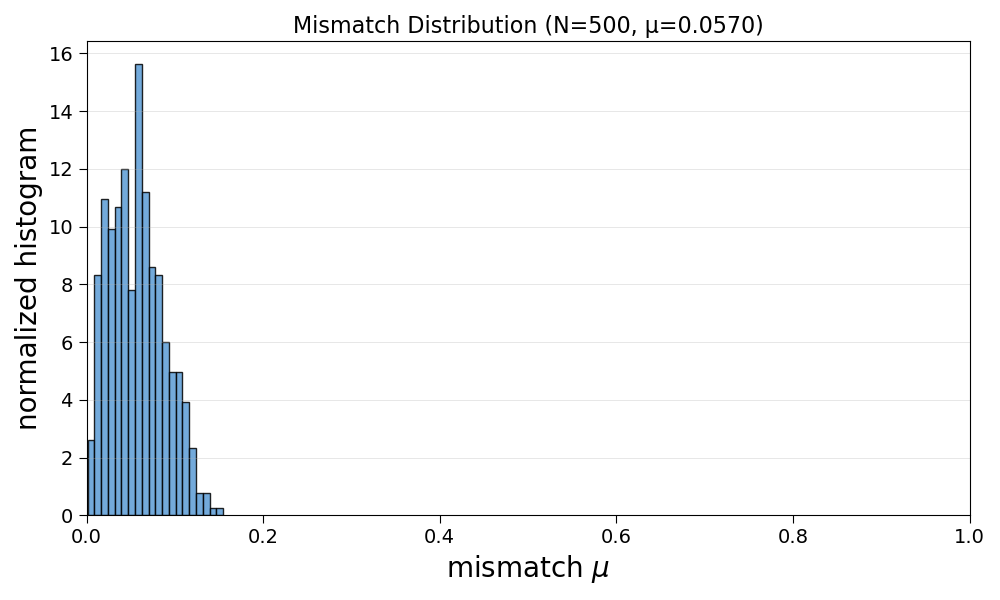 Mismatch Distribution (N=500, μ=0.0570)
normalized histogram
16
14
12
10
8
6
4
2
0
0.0 0.2 0.4 0.6 0.8 1.0
mismatch μ